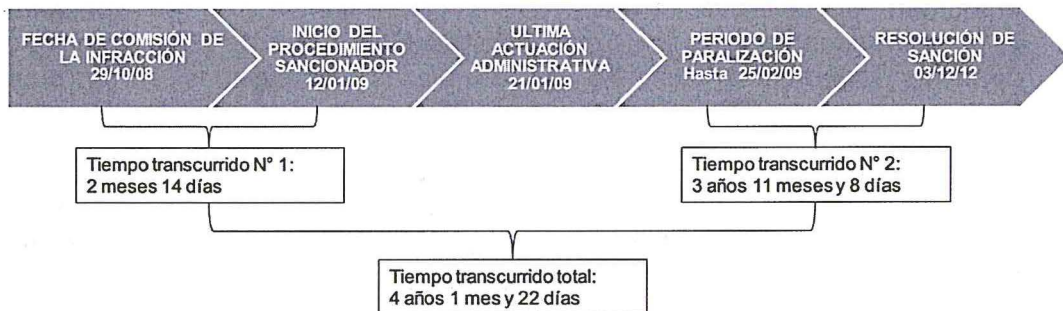 FECHA DE COMISIÓN DE
LA INFRACCIÓN
29/10/08
INICIO DEL
PROCEDIMIENTO
SANCIONADOR
12/01/09
ULTIMA
ACTUACIÓN
ADMINISTRATIVA
21/01/09
PERIODO DE
PARALIZACIÓN
Hasta 25/02/09
RESOLUCIÓN DE
SANCIÓN
03/12/12
Tiempo transcurrido N° 1:
2 meses 14 días
Tiempo transcurrido N° 2:
3 años 11 meses y 8 días
Tiempo transcurrido total:
4 años 1 mes y 22 días